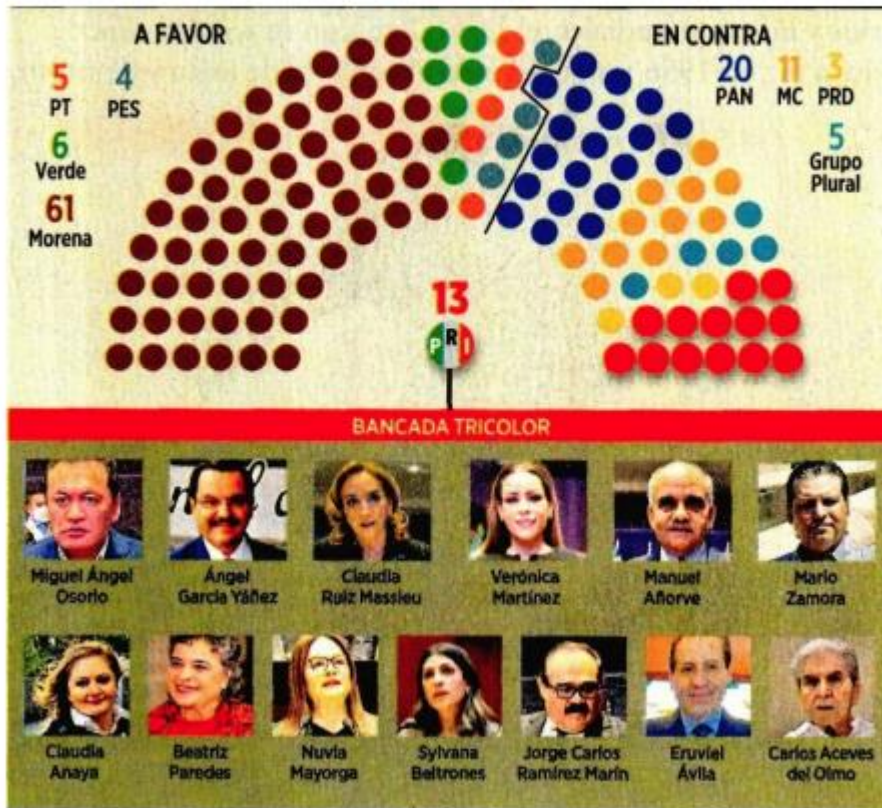 A FAVOR
5
PT
4
PES
6
Verde
61
Morena
EN CONTRA
20
PAN
11
MC
3
PRD
5
Grupo
Plural
13
PRI
BANCADA TRICOLOR
Miguel Ángel
Osorio
Ángel
García Yáñez
Claudia
Ruiz Massieu
Verónica
Martínez
Manuel
Añorve
Mario
Zamora
Claudia
Anaya
Beatriz
Paredes
Nuvia
Mayorga
Sylvana
Beltrones
Jorge Carlos
Ramírez Marín
Eruviel
Ávila
Carlos Aceves
del Olmo